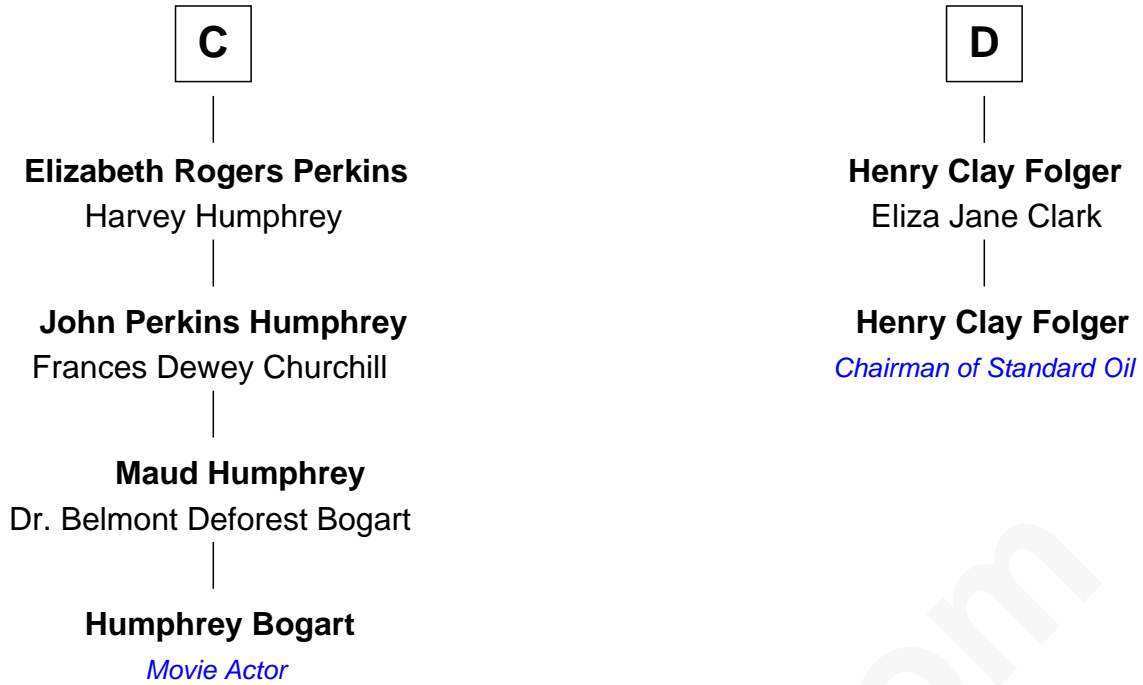 C
Elizabeth Rogers Perkins
Harvey Humphrey
John Perkins Humphrey
Frances Dewey Churchill
Maud Humphrey
Dr. Belmont Deforest Bogart
Humphrey Bogart
Movie Actor
D
Henry Clay Folger
Eliza Jane Clark
Henry Clay Folger
Chairman of Standard Oil
om